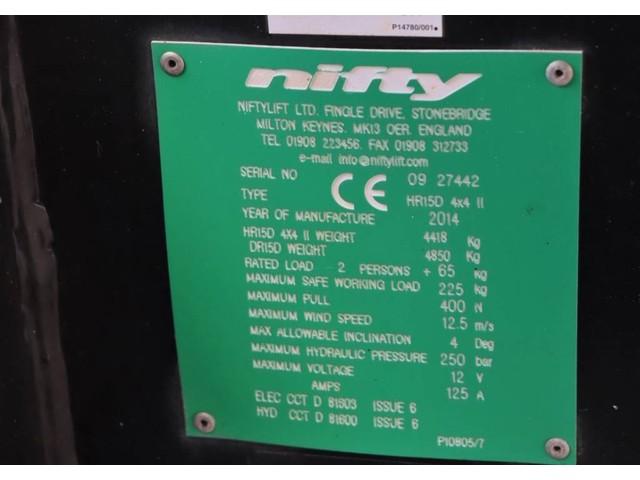 P14780/001
nifty
NIFTYLIFT LTD. FINGLE DRIVE, STONEBRIDGE
MILTON KEYNES. MK13 OER. ENGLAND
TEL 01908 223456. FAX 01908 312733
e-mail info@niftylift.com
SERIAL NO 09 27442
TYPE CE HR15D 4x4 II
YEAR OF MANUFACTURE 2014
HR15D 4X4 II WEIGHT 4418 Kg
DR15D WEIGHT 4850 Kg
RATED LOAD 2 PERSONS + 65 Kg
MAXIMUM SAFE WORKING LOAD 225 kg
MAXIMUM PULL 400 N
MAXIMUM WIND SPEED 12.5 m/s
MAX ALLOWABLE INCLINATION 4 Deg
MAXIMUM HYDRAULIC PRESSURE 250 bar
MAXIMUM VOLTAGE 12 V
AMPS 125 A
ELEC CCT D 81603 ISSUE 6
HYD CCT D 81600 ISSUE 6
P10805/7